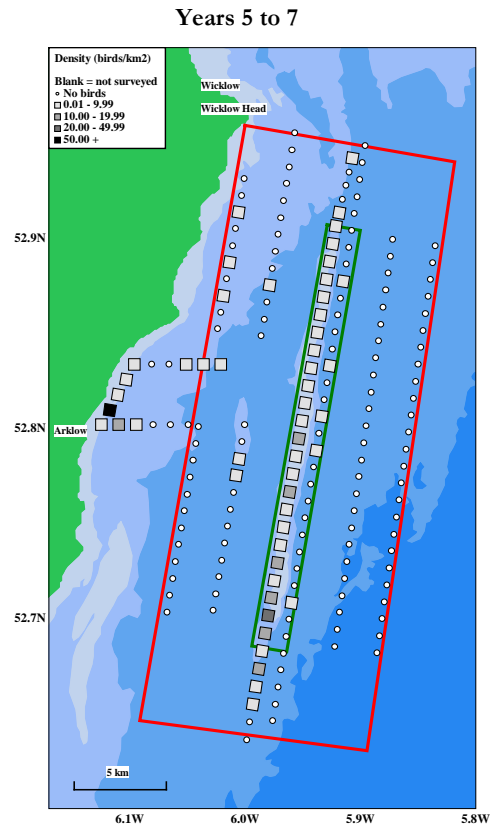 Years 5 to 7
Density (birds/km2)
Blank = not surveyed
No birds
0.01 - 9.99
10.00 - 19.99
20.00 - 49.99
50.00 +
Wicklow
Wicklow Head
52.9N
52.8N
Arklow
52.7N
5 km
6.1W 6.0W 5.9W 5.8W